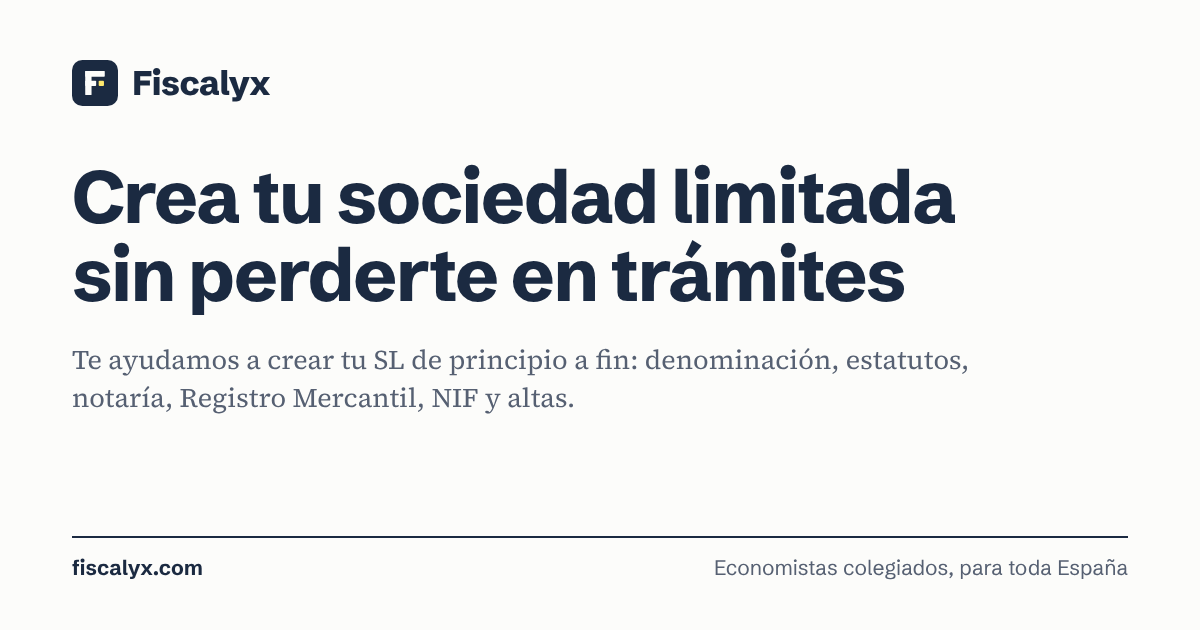 Fiscalyx
Crea tu sociedad limitada
sin perderte en trámites
Te ayudamos a crear tu SL de principio a fin: denominación, estatutos,
notaría, Registro Mercantil, NIF y altas.
fiscalyx.com
Economistas colegiados, para toda España